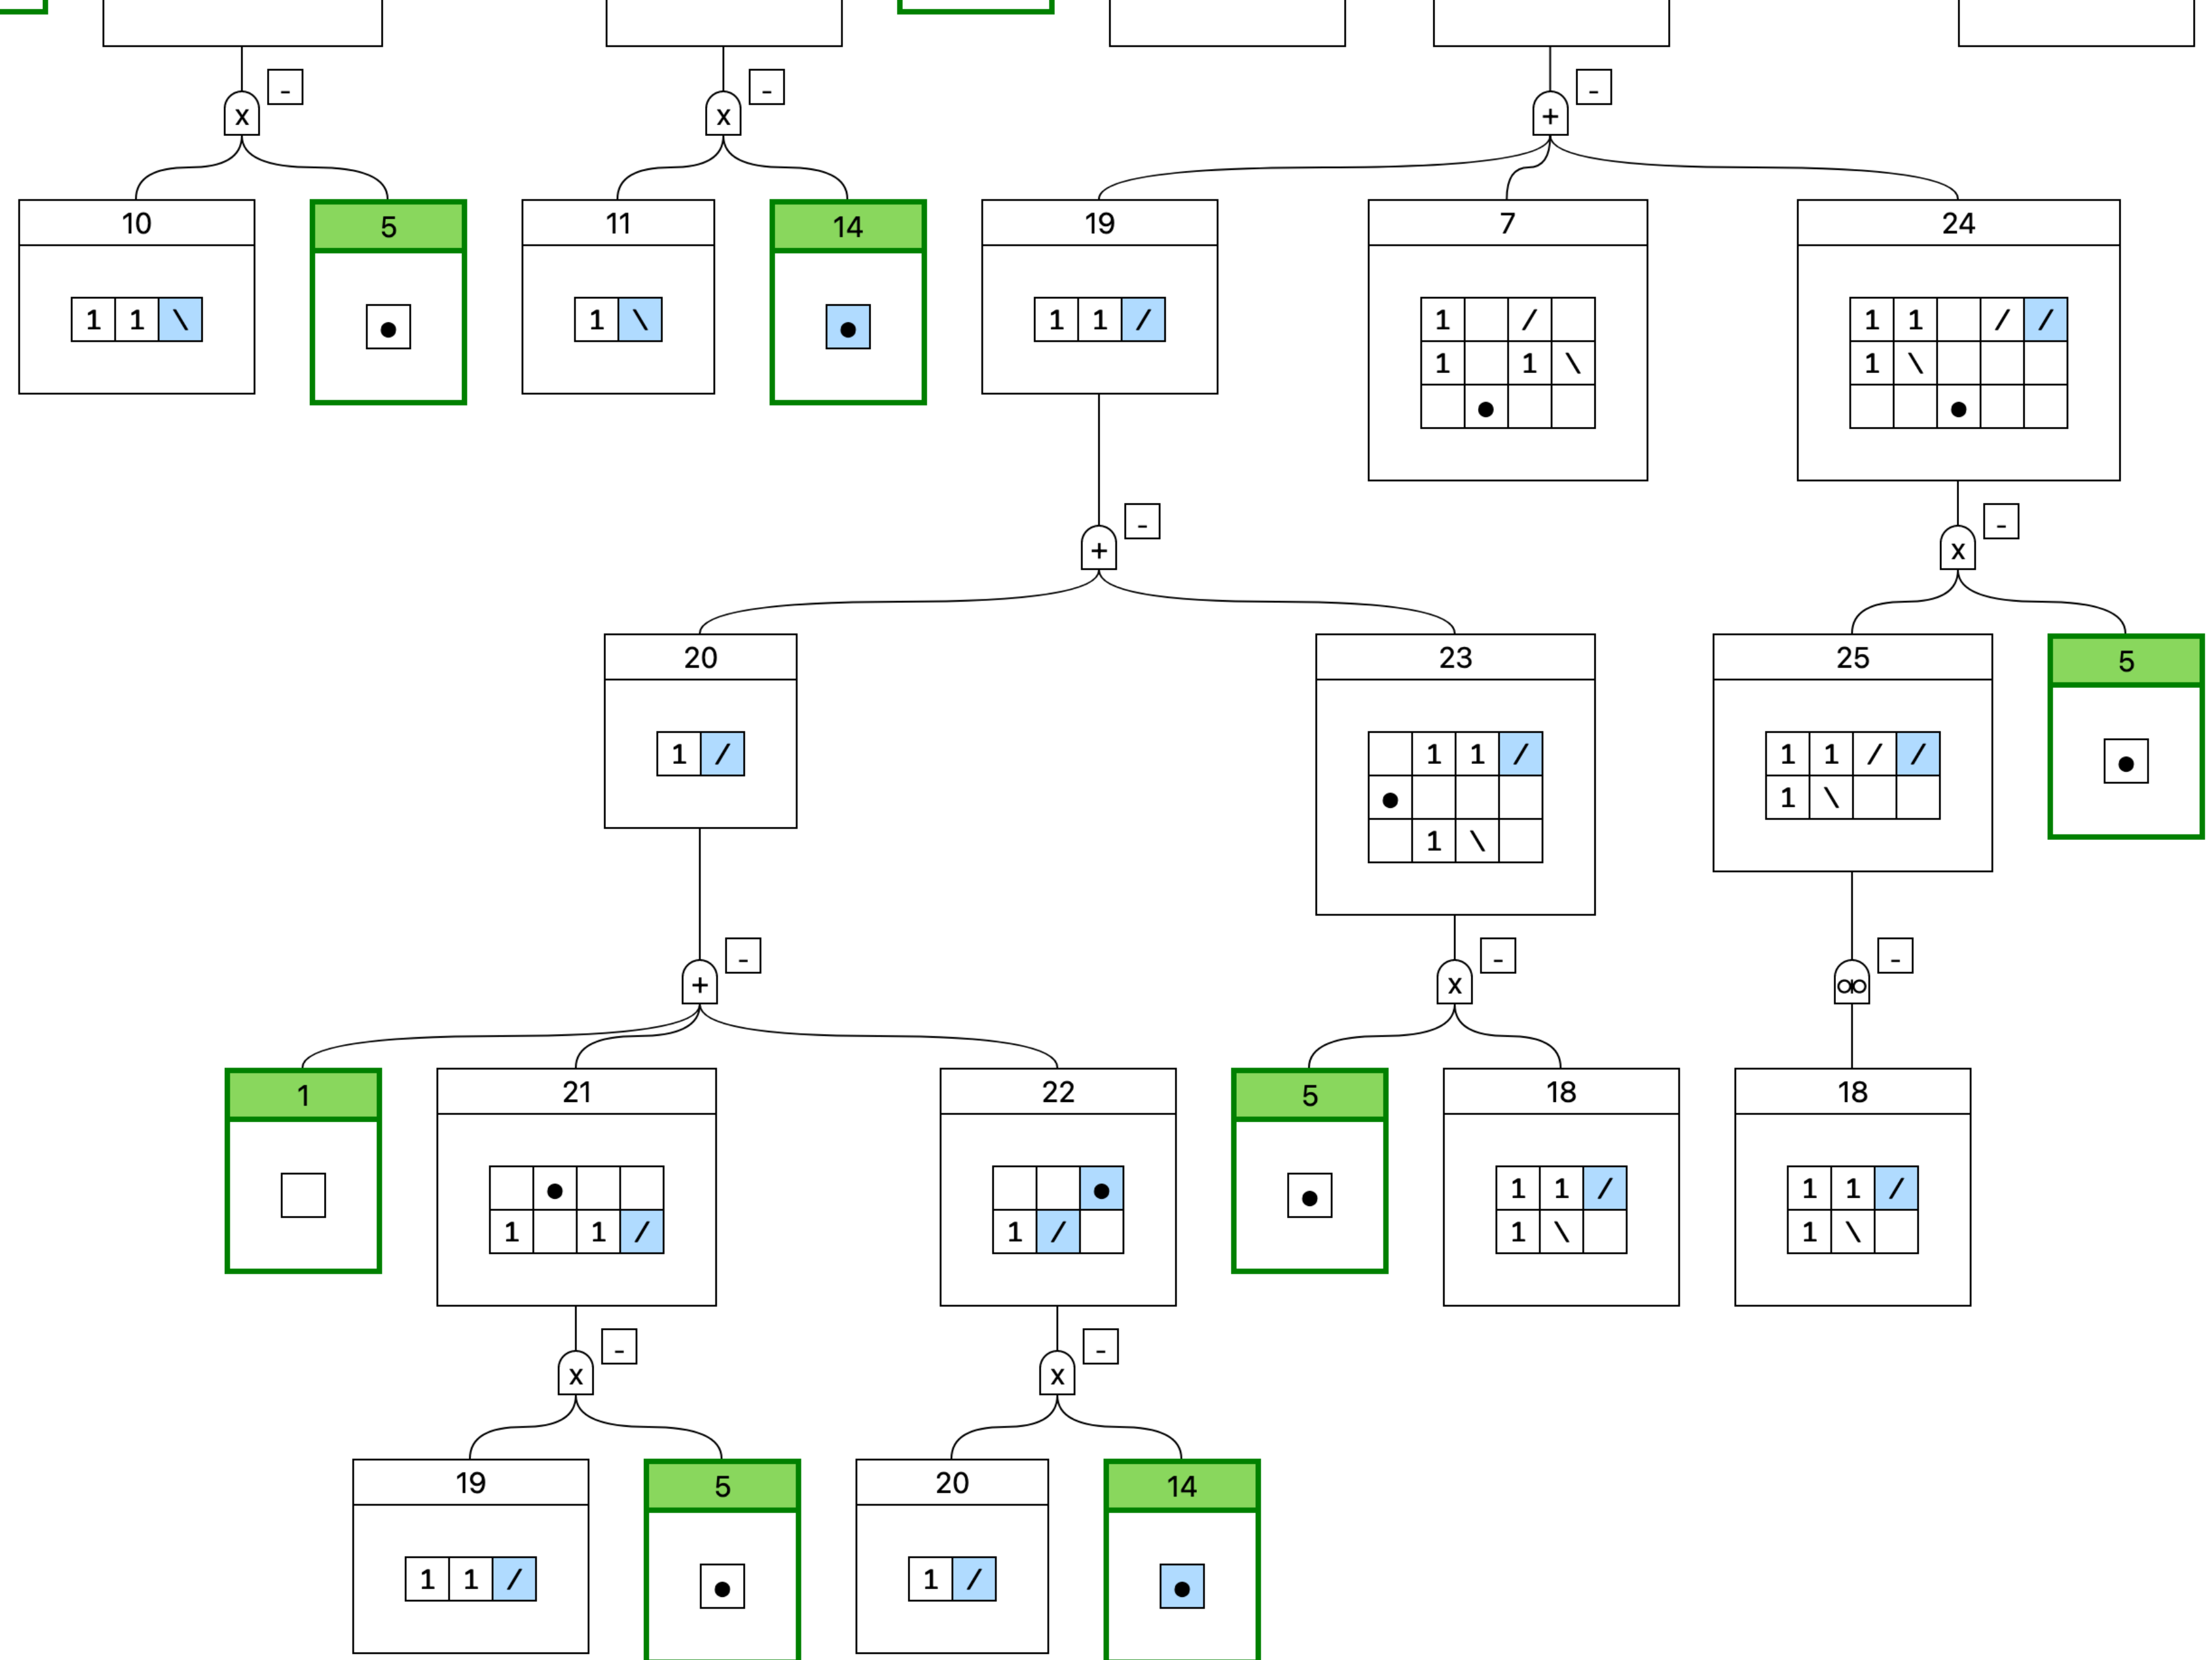 - - -
x x +
10 5 11 14 19 7 24
1 1 \ ● 1 \ ● 1 1 / 1 / 1 1 / /
1 1 \ 1 \
● ●
- -
+ x
20 23 25 5
1 / 1 1 / 1 1 / / ●
● 1 \
1 \
- - -
+ x ∞
1 21 22 5 18 18
● ● ● 1 1 / 1 1 /
1 1 / 1 / 1 \ 1 \
- -
x x
19 5 20 14
1 1 / ● 1 / ●